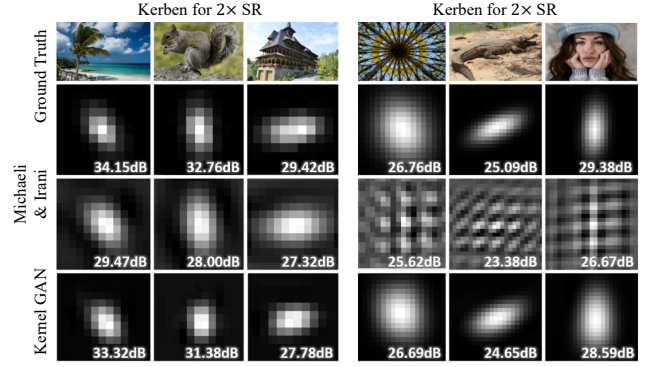 Kerben for 2× SR
Kerben for 2× SR
Ground Truth
34.15dB
32.76dB
29.42dB
26.76dB
25.09dB
29.38dB
Michaeli
& Irani
29.47dB
28.00dB
27.32dB
25.62dB
23.38dB
26.67dB
Kernel GAN
33.32dB
31.38dB
27.78dB
26.69dB
24.65dB
28.59dB